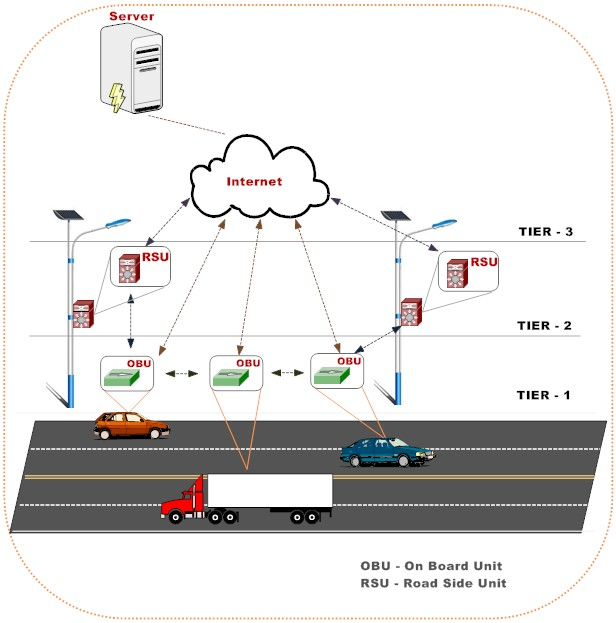 Server
Internet
TIER - 3
RSU
RSU
TIER - 2
OBU
OBU
OBU
TIER - 1
OBU - On Board Unit
RSU - Road Side Unit